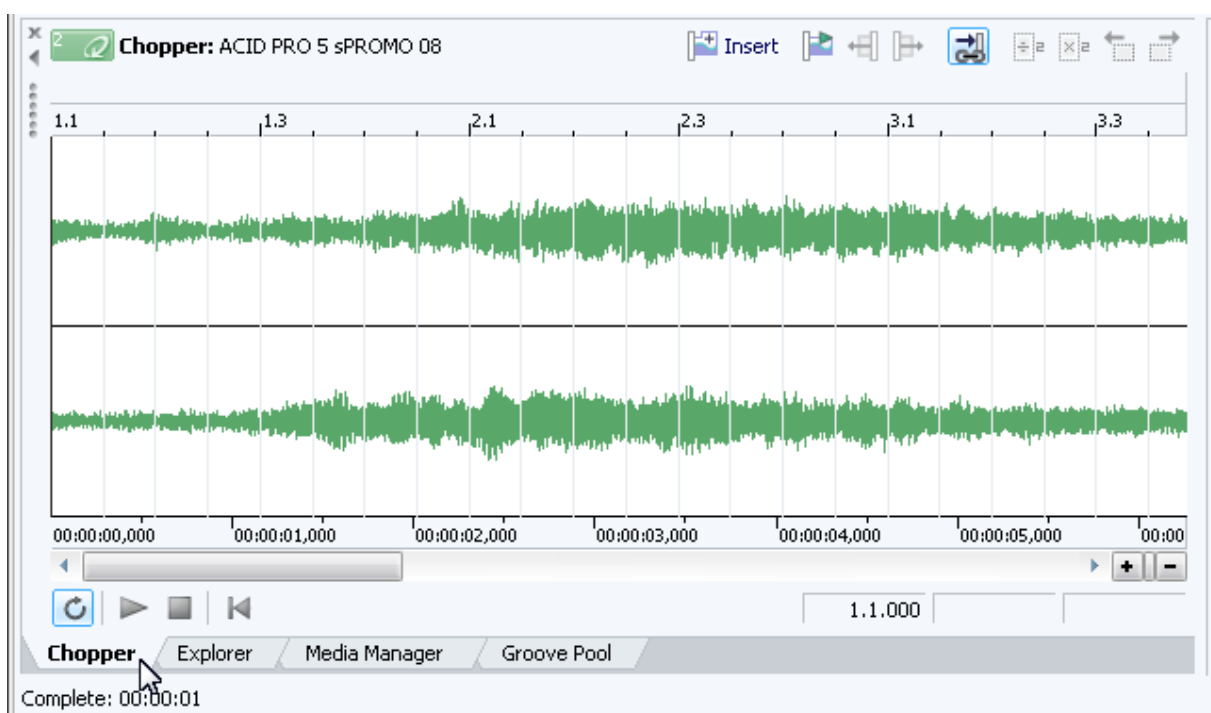 2 Chopper: ACID PRO 5 sPROMO 08 Insert ÷2 ×2
1.1 1.3 2.1 2.3 3.1 3.3
00:00:00,000 00:00:01,000 00:00:02,000 00:00:03,000 00:00:04,000 00:00:05,000 00:00
1.1.000
Chopper Explorer Media Manager Groove Pool
Complete: 00:00:01